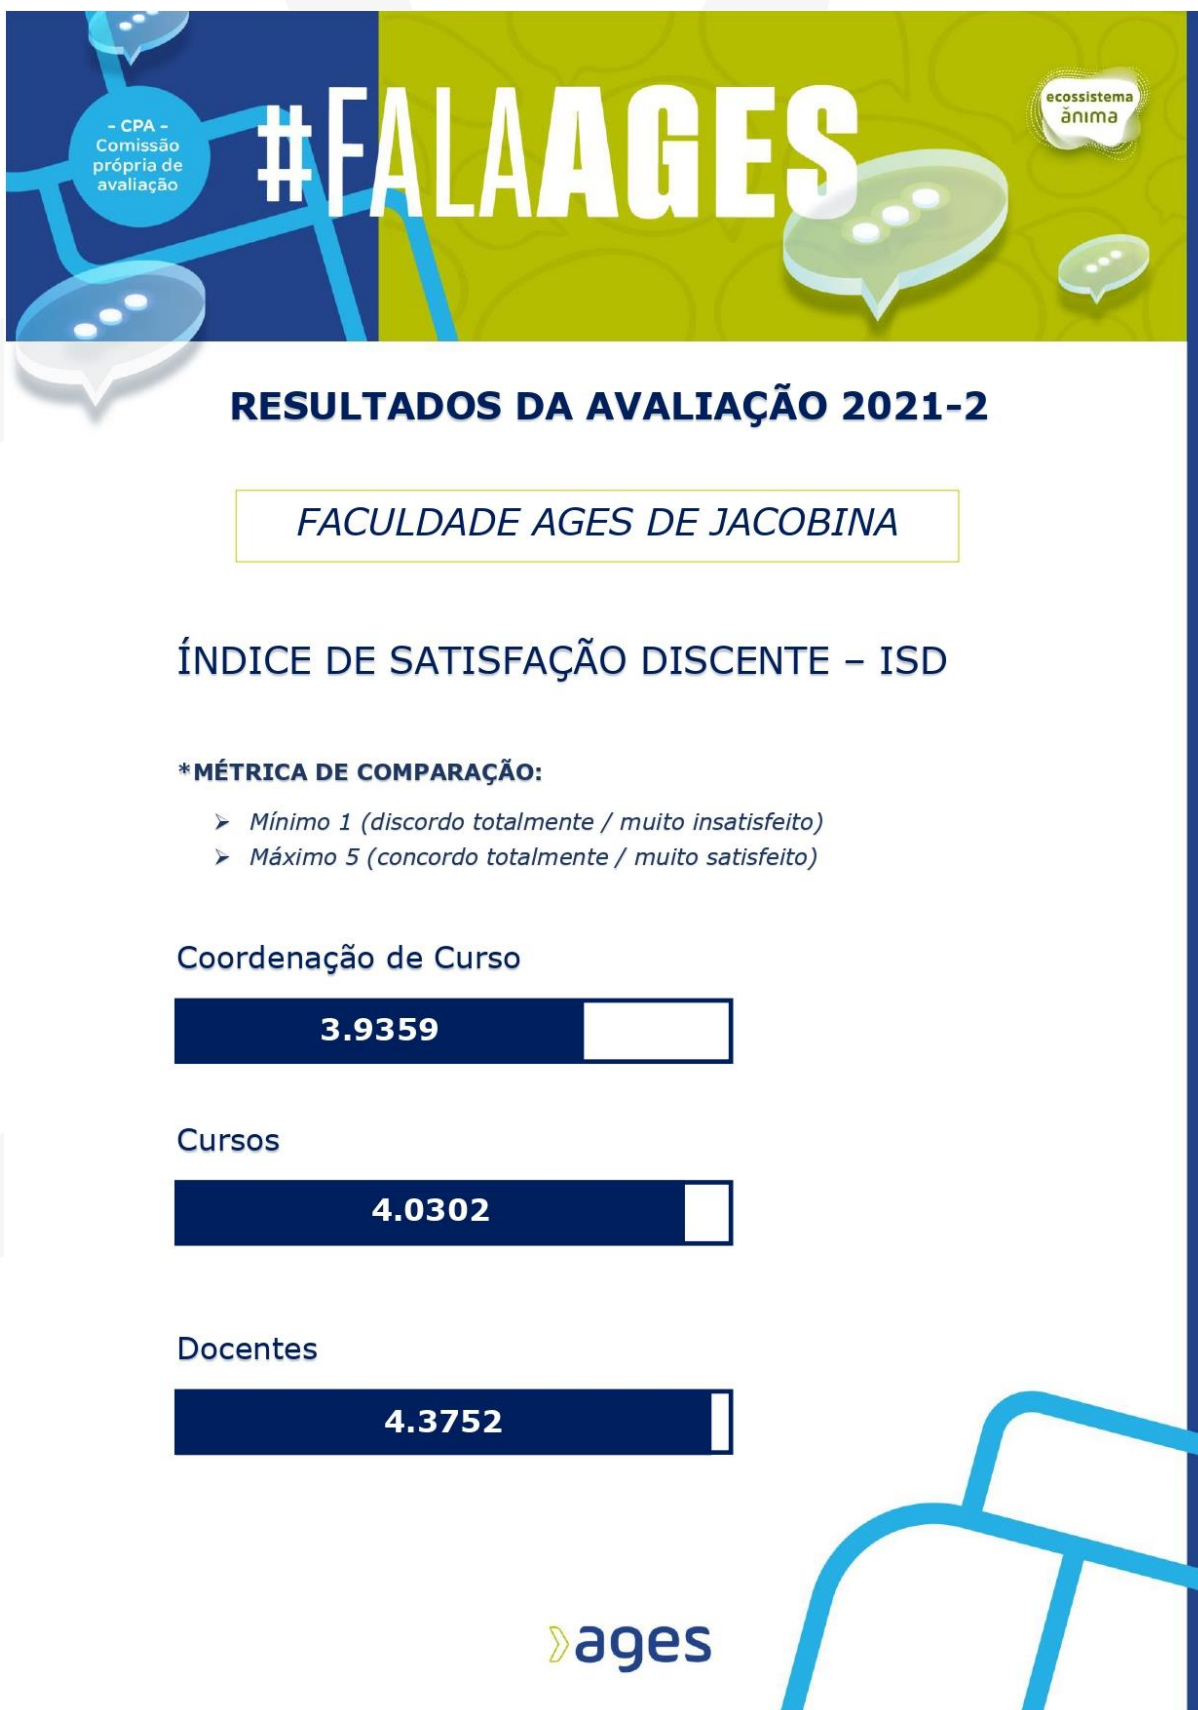 - CPA -
Comissão
própria de
avaliação
#FALAAGES
ecossistema
ănıma
RESULTADOS DA AVALIAÇÃO 2021-2
FACULDADE AGES DE JACOBINA
ÍNDICE DE SATISFAÇÃO DISCENTE – ISD
*MÉTRICA DE COMPARAÇÃO:
➢ Mínimo 1 (discordo totalmente / muito insatisfeito)
➢ Máximo 5 (concordo totalmente / muito satisfeito)
Coordenação de Curso
3.9359
Cursos
4.0302
Docentes
4.3752
ages